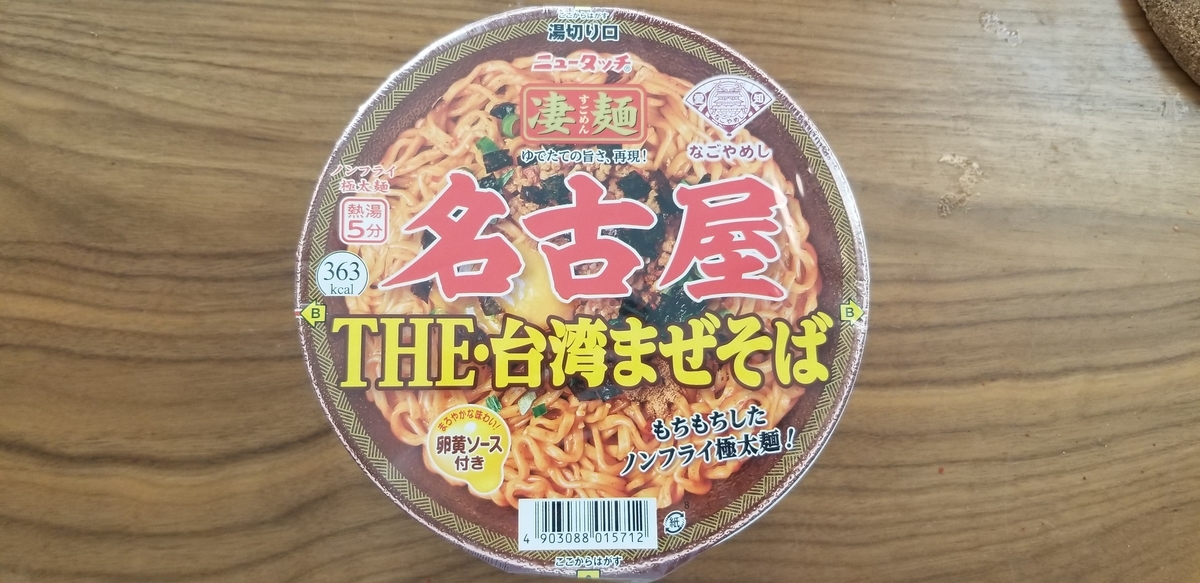 ここからはがす
湯切り口
ニュータッチ
凄麺
すごめん
ゆでたての旨さ、再現!
愛知
なごやめし
ノンフライ
極太麺
熱湯
5分
363
kcal
名古屋
B
B
THE・台湾まぜそば
まろやかな味わい!
卵黄ソース
付き
もちもちした
ノンフライ極太麺!
4 903088 015712
紙
ここからはがす